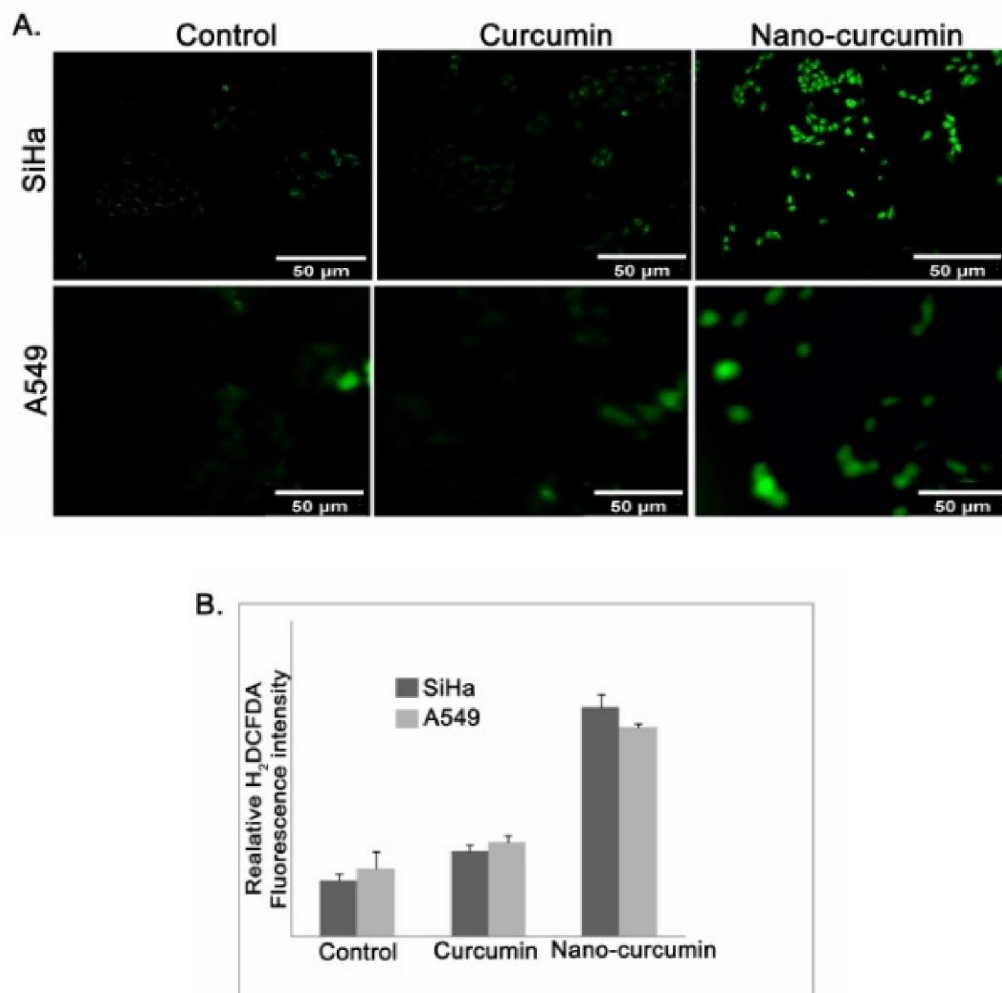 A.
Control Curcumin Nano-curcumin
SiHa
50 µm 50 µm 50 µm
A549
50 µm 50 µm 50 µm
B.
Realative H₂DCFDA
Fluorescence intensity
SiHa
A549
Control Curcumin Nano-curcumin